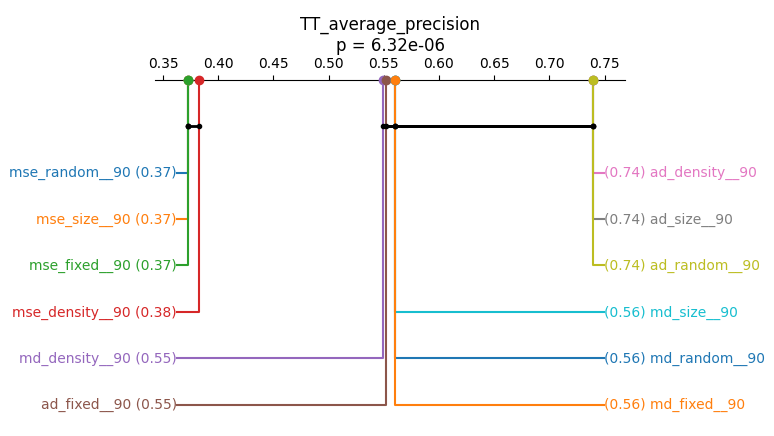 TT_average_precision
p = 6.32e-06
0.35 0.40 0.45 0.50 0.55 0.60 0.65 0.70 0.75
mse_random__90 (0.37) (0.74) ad_density__90
mse_size__90 (0.37) (0.74) ad_size__90
mse_fixed__90 (0.37) (0.74) ad_random__90
mse_density__90 (0.38) (0.56) md_size__90
md_density__90 (0.55) (0.56) md_random__90
ad_fixed__90 (0.55) (0.56) md_fixed__90